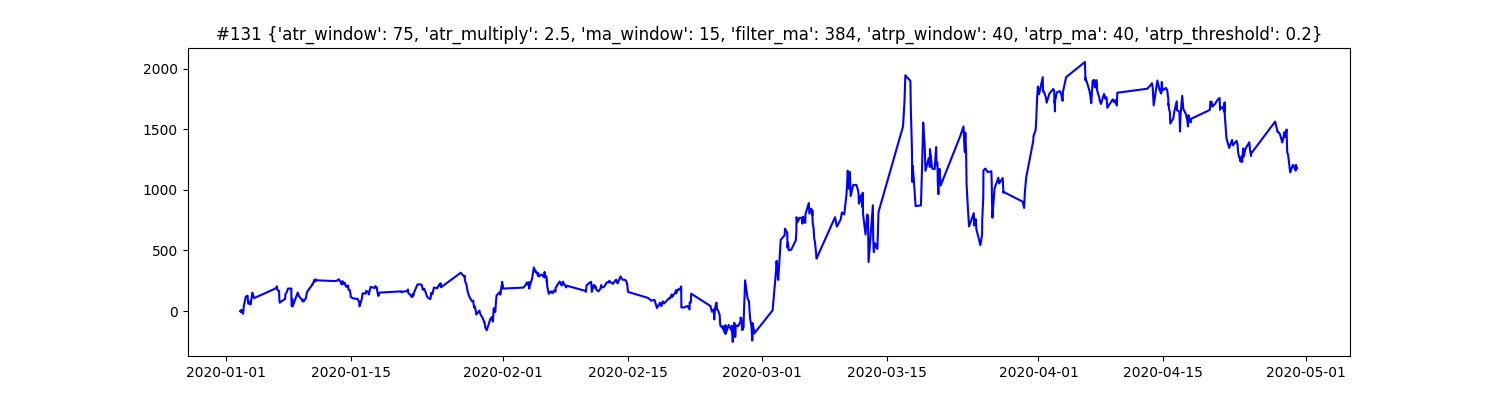 #131 {'atr_window': 75, 'atr_multiply': 2.5, 'ma_window': 15, 'filter_ma': 384, 'atrp_window': 40, 'atrp_ma': 40, 'atrp_threshold': 0.2}
2000
1500
1000
500
0
2020-01-01 2020-01-15 2020-02-01 2020-02-15 2020-03-01 2020-03-15 2020-04-01 2020-04-15 2020-05-01